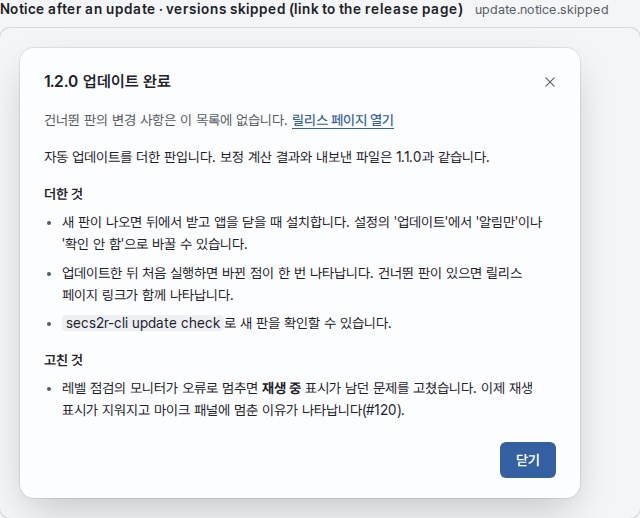 Notice after an update · versions skipped (link to the release page) update.notice.skipped
1.2.0 업데이트 완료
건너뛴 판의 변경 사항은 이 목록에 없습니다. 릴리스 페이지 열기
자동 업데이트를 더한 판입니다. 보정 계산 결과와 내보낸 파일은 1.1.0과 같습니다.
더한 것
• 새 판이 나오면 뒤에서 받고 앱을 닫을 때 설치합니다. 설정의 '업데이트'에서 '알림만'이나
'확인 안 함'으로 바꿀 수 있습니다.
• 업데이트한 뒤 처음 실행하면 바뀐 점이 한 번 나타납니다. 건너뛴 판이 있으면 릴리스
페이지 링크가 함께 나타납니다.
• secs2r-cli update check 로 새 판을 확인할 수 있습니다.
고친 것
• 레벨 점검의 모니터가 오류로 멈추면 재생 중 표시가 남던 문제를 고쳤습니다. 이제 재생
표시가 지워지고 마이크 패널에 멈춘 이유가 나타납니다(#120).
닫기